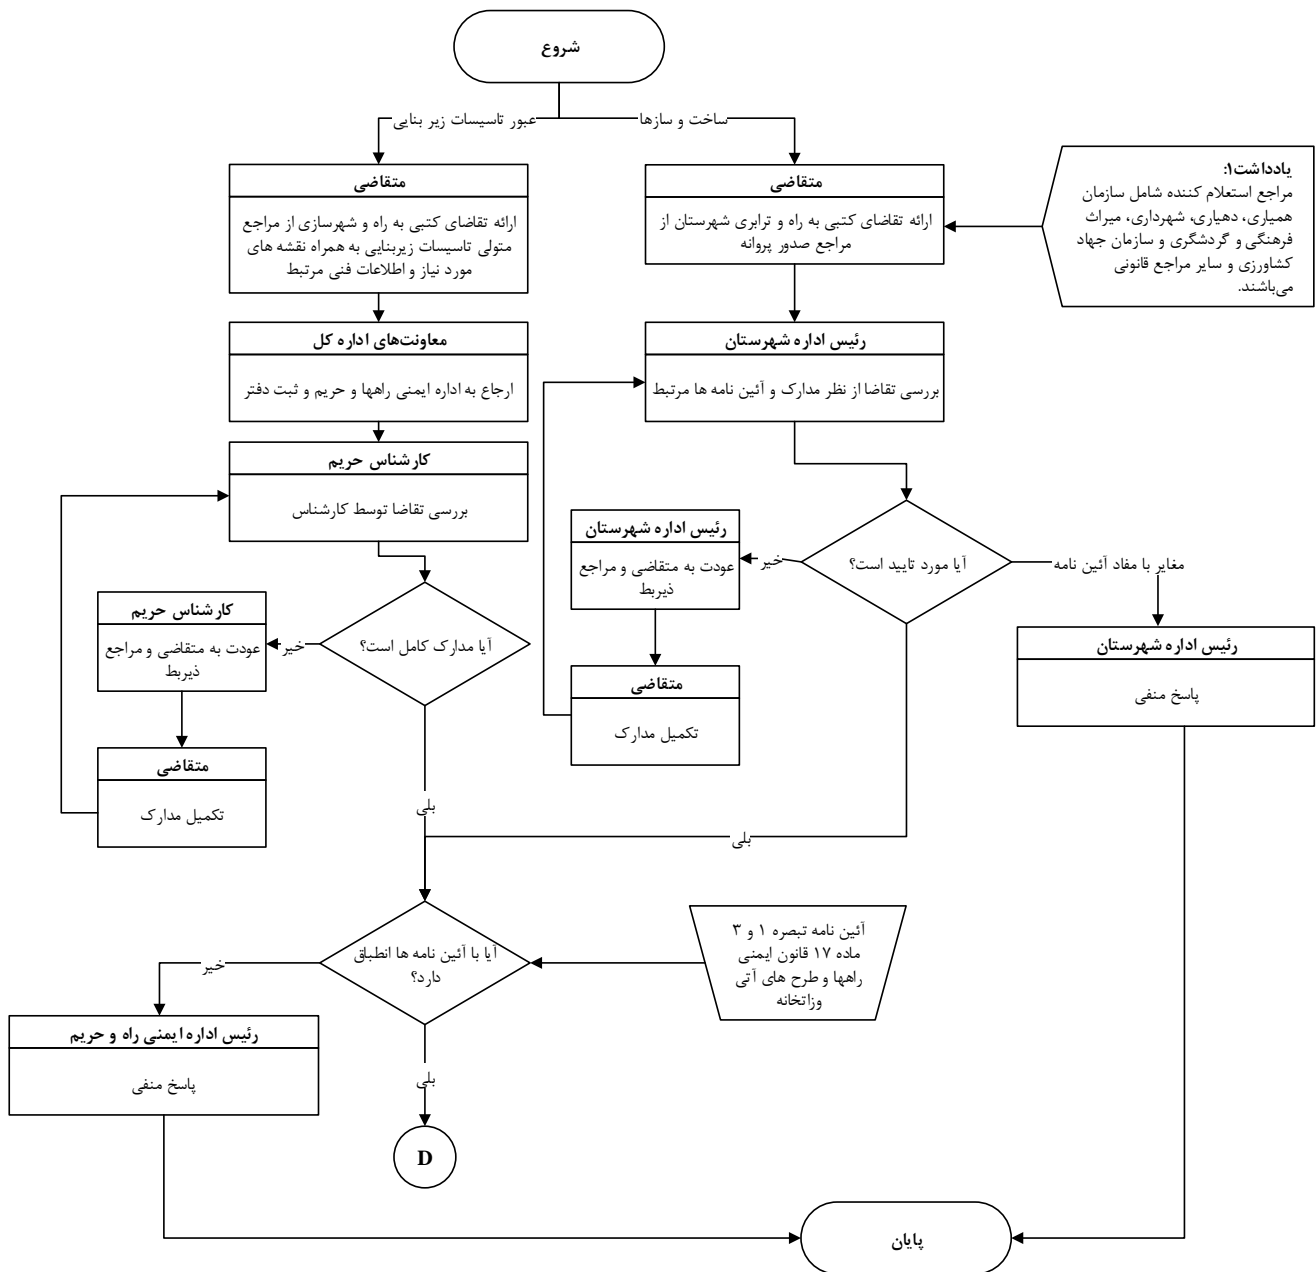 شروع
ساخت و سازها
عبور تاسیسات زیر بنایی
یادداشت۱:
مراجع استعلام کننده شامل سازمان
همیاری، دهیاری، شهرداری، میراث
فرهنگی و گردشگری و سازمان جهاد
کشاورزی و سایر مراجع قانونی
می‌باشند.
متقاضی
ارائه تقاضای کتبی به راه و ترابری شهرستان از
مراجع صدور پروانه
متقاضی
ارائه تقاضای کتبی به راه و شهرسازی از مراجع
متولی تاسیسات زیربنایی به همراه نقشه های
مورد نیاز و اطلاعات فنی مرتبط
رئیس اداره شهرستان
بررسی تقاضا از نظر مدارک و آئین نامه ها مرتبط
معاونت‌های اداره کل
ارجاع به اداره ایمنی راهها و حریم و ثبت دفتر
کارشناس حریم
بررسی تقاضا توسط کارشناس
آیا مورد تایید است؟
مغایر با مفاد آئین نامه
خیر
رئیس اداره شهرستان
عودت به متقاضی و مراجع
ذیربط
متقاضی
تکمیل مدارک
رئیس اداره شهرستان
پاسخ منفی
آیا مدارک کامل است؟
خیر
کارشناس حریم
عودت به متقاضی و مراجع
ذیربط
متقاضی
تکمیل مدارک
بلی
بلی
آیا با آئین نامه ها انطباق
دارد؟
آئین نامه تبصره ۱ و ۳
ماده ۱۷ قانون ایمنی
راهها و طرح های آتی
وزاتخانه
خیر
رئیس اداره ایمنی راه و حریم
پاسخ منفی
بلی
D
پایان